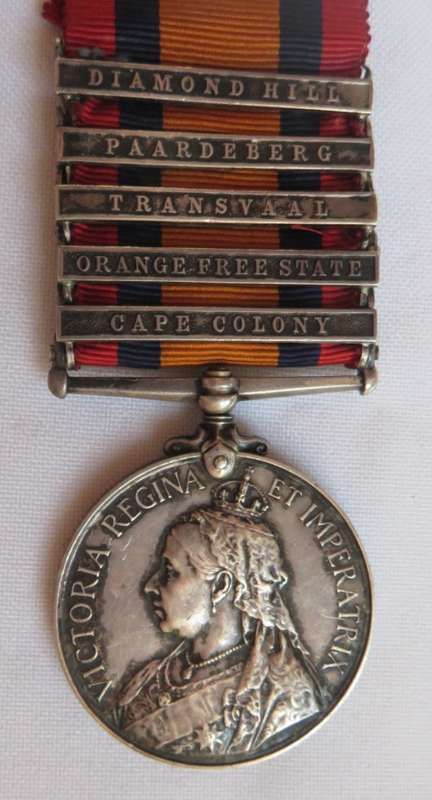 DIAMOND HILL
PAARDEBERG
TRANSVAAL
ORANGE FREE STATE
CAPE COLONY
VICTORIA REGINA ET IMPERATRIX